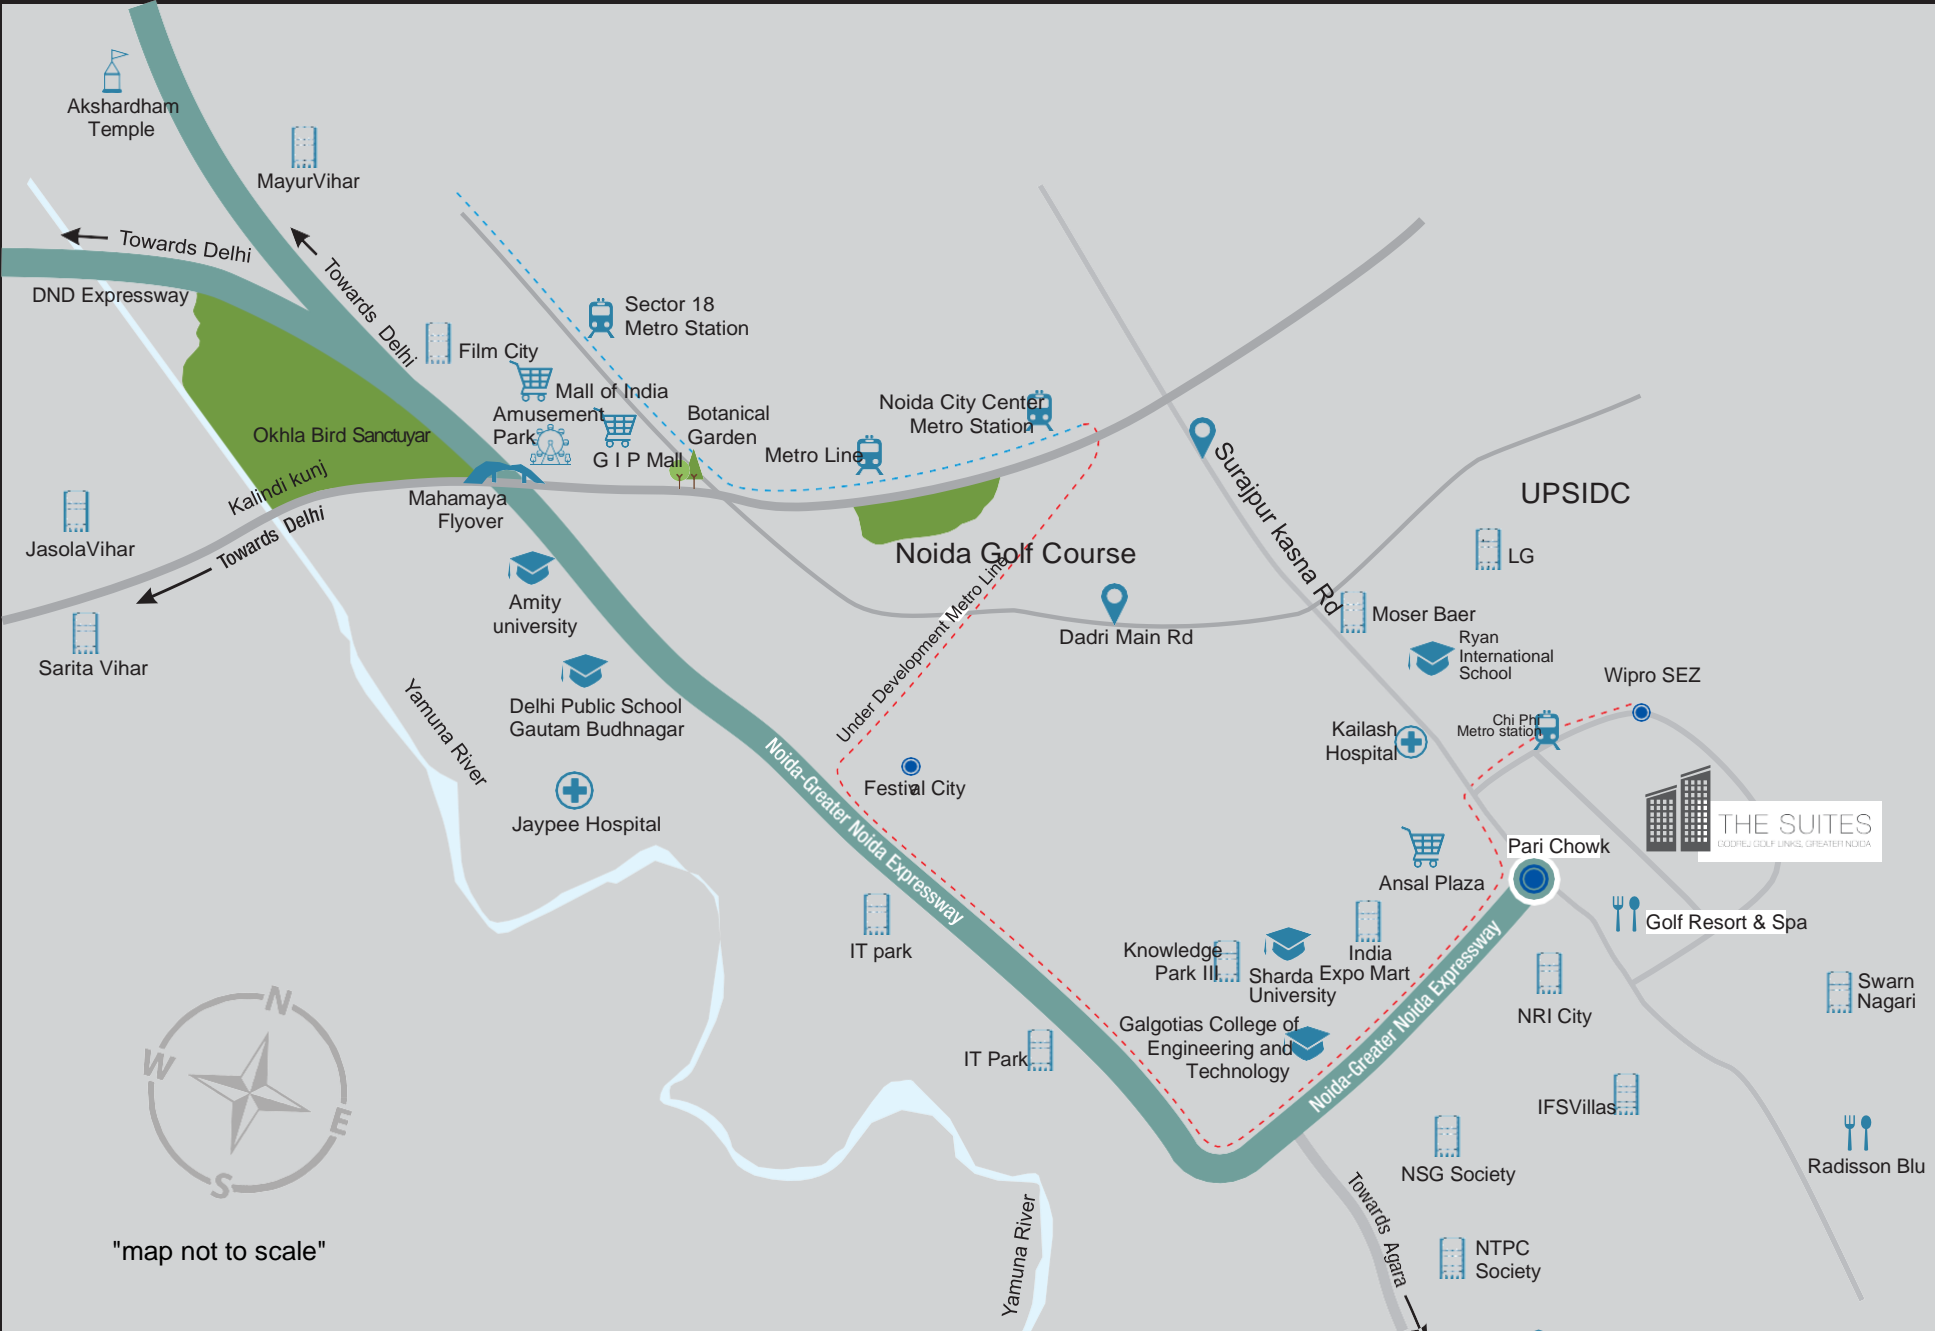 Akshardham
Temple
MayurVihar
Towards Delhi
Towards Delhi
DND Expressway
Sector 18
Metro Station
Film City
Mall of India
Amusement
Park
G I P Mall
Botanical
Garden
Metro Line
Noida City Center
Metro Station
Okhla Bird Sanctuyar
Kalindi kunj
Towards Delhi
Mahamaya
Flyover
JasolaVihar
Sarita Vihar
Surajpur kasna Rd
UPSIDC
LG
Noida Golf Course
Under Development Metro Line
Dadri Main Rd
Moser Baer
Ryan
International
School
Wipro SEZ
Amity
university
Delhi Public School
Gautam Budhnagar
Yamuna River
Jaypee Hospital
Noida-Greater Noida Expressway
Festival City
Kailash
Hospital
Chi Phi
Metro station
THE SUITES
GODREJ GOLF LINKS, GREATER NOIDA
Pari Chowk
Ansal Plaza
Golf Resort & Spa
IT park
Knowledge
Park III
Sharda
University
India
Expo Mart
Noida-Greater Noida Expressway
NRI City
Swarn
Nagari
Galgotias College of
Engineering and
Technology
IT Park
IFSVillas
NSG Society
Radisson Blu
Towards Agara
NTPC
Society
Yamuna River
N
W
E
S
"map not to scale"